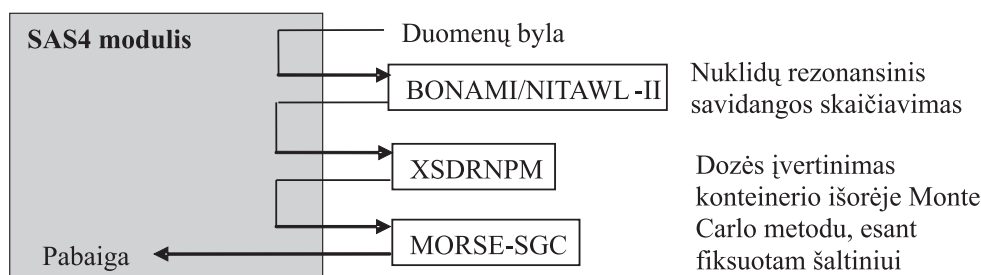 SAS4 modulis
Duomenų byla
BONAMI/NITAWL -II
Nuklidų rezonansinis
savidangos skaičiavimas
XSDRNPM
Dozės įvertinimas
konteinerio išorėje Monte
Carlo metodu, esant
fiksuotam šaltiniui
MORSE-SGC
Pabaiga